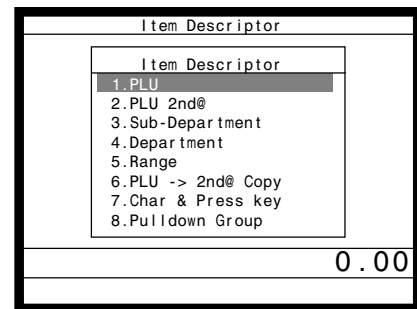 Item Descriptor
Item Descriptor
1.PLU
2.PLU 2nd@
3.Sub-Department
4.Department
5.Range
6.PLU -> 2nd@ Copy
7.Char & Press key
8.Pulldown Group
0.00